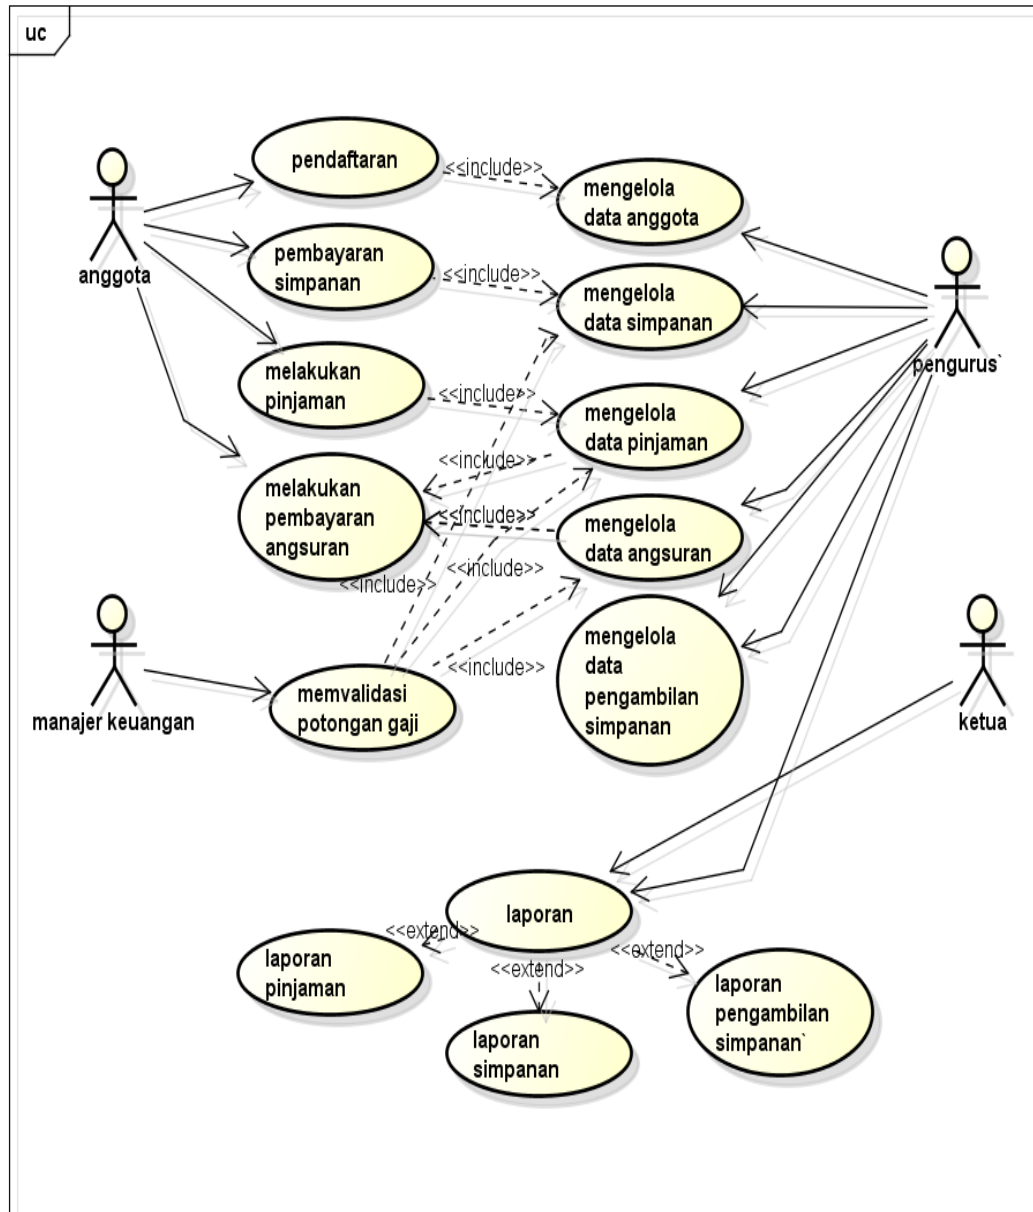 uc
pendaftaran
<<include>>
mengelola
data anggota
anggota
pembayaran
simpanan
<<include>>
mengelola
data simpanan
pengurus`
melakukan
pinjaman
<<include>>
mengelola
data pinjaman
<<include>>
melakukan
pembayaran
angsuran
<<include>>
mengelola
data angsuran
<<include>>
<<include>>
mengelola
data
pengambilan
simpanan
<<include>>
manajer keuangan
memvalidasi
potongan gaji
ketua
laporan
<<extend>>
<<extend>>
<<extend>>
laporan
pinjaman
laporan
simpanan
laporan
pengambilan
simpanan`